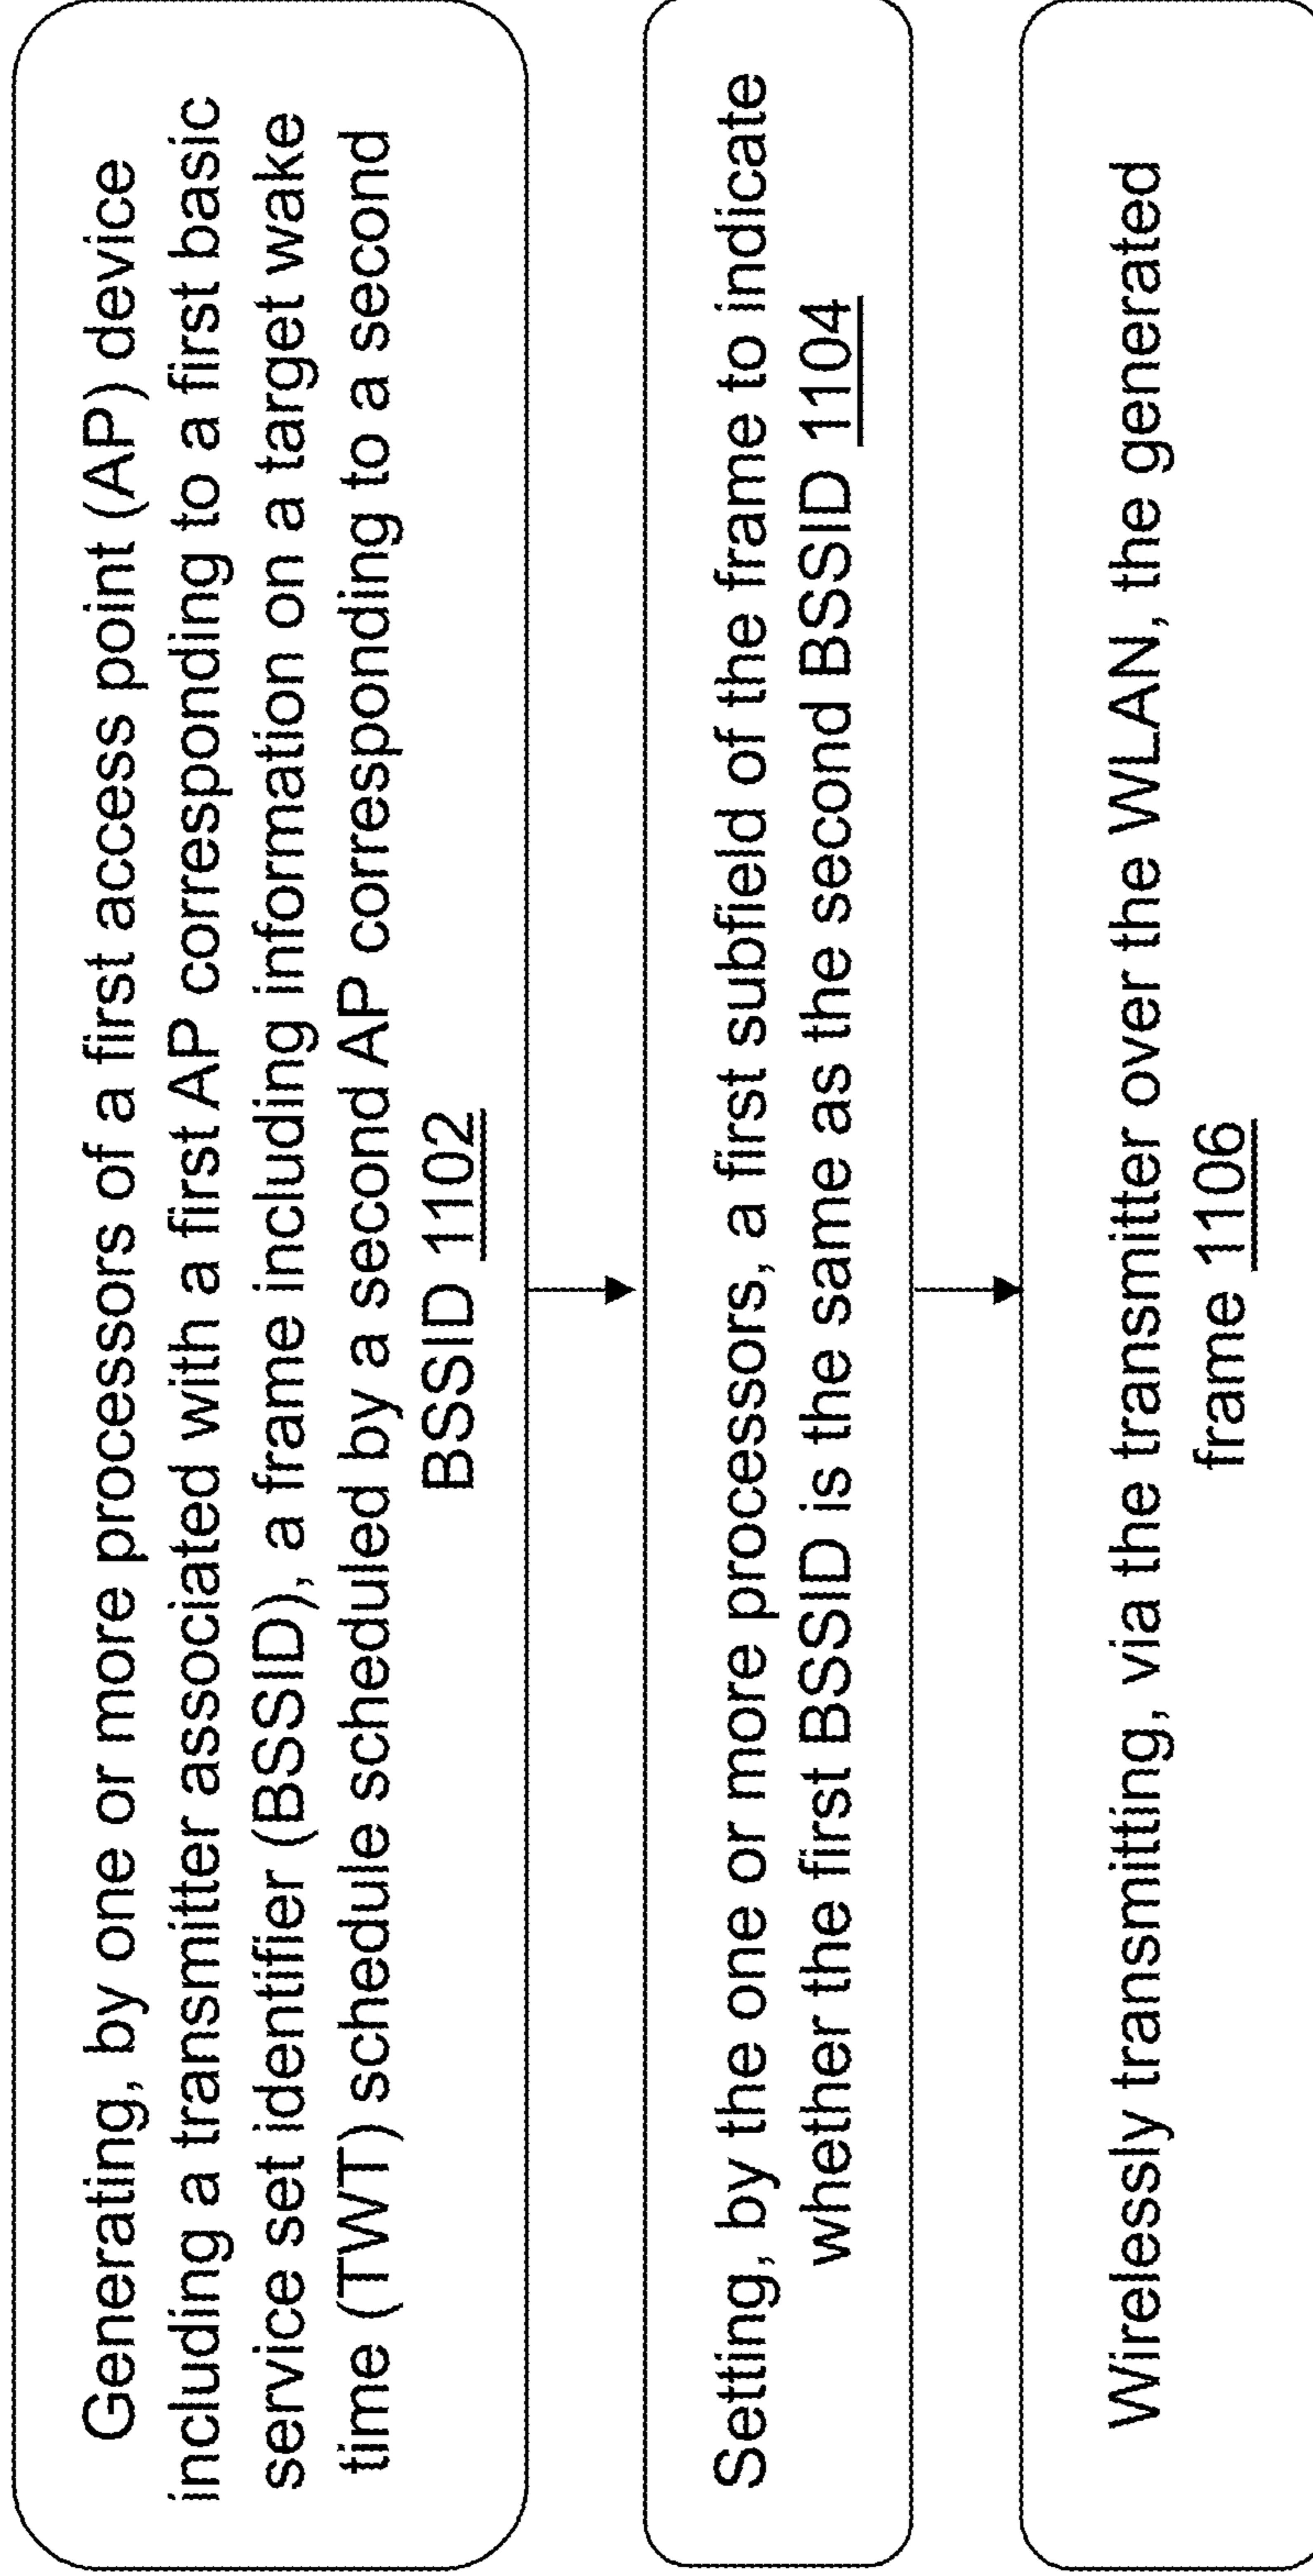 Generating, by one or more processors of a first access point (AP) device
including a transmitter associated with a first AP corresponding to a first basic
service set identifier (BSSID), a frame including information on a target wake
time (TWT) schedule scheduled by a second AP corresponding to a second
BSSID 1102
Setting, by the one or more processors, a first subfield of the frame to indicate
whether the first BSSID is the same as the second BSSID 1104
Wirelessly transmitting, via the transmitter over the WLAN, the generated
frame 1106